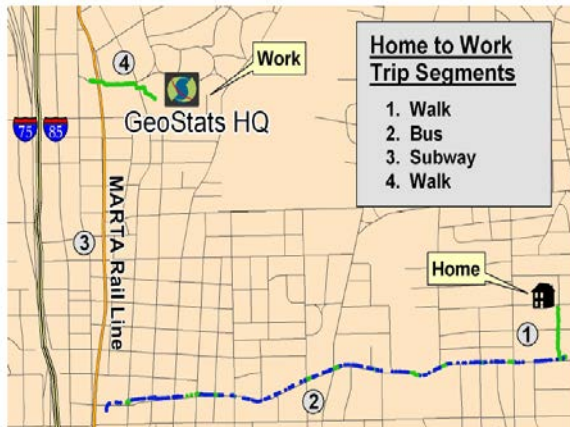 Home to Work
Trip Segments
1. Walk
2. Bus
3. Subway
4. Walk
4
Work
GeoStats HQ
75
85
MARTA Rail Line
3
Home
1
2